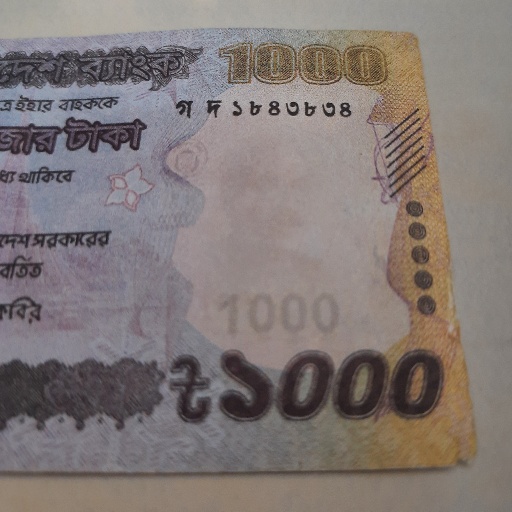 দেশ ব্যাংক 1000
ত্র ইহার বাহককে
গ দ ১৮৪৩৮৩৪
জার টাকা
ধ্য থাকিবে
দেশ সরকারের
বর্তিত
কবির
1000
৳১০০০